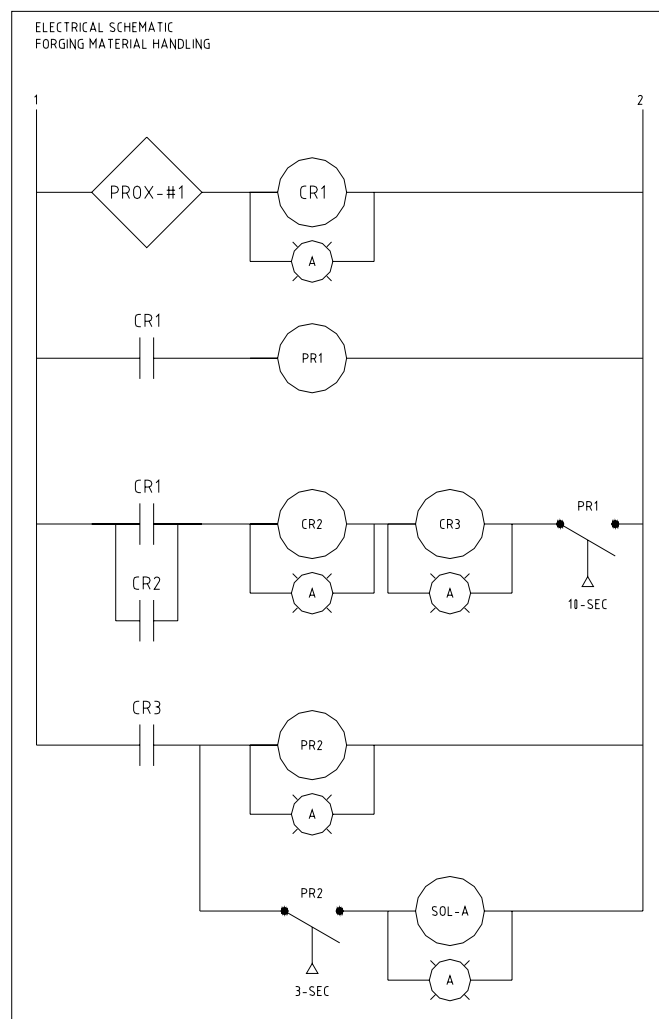 ELECTRICAL SCHEMATIC
FORGING MATERIAL HANDLING
1 2
PROX-#1 CR1
A
CR1
PR1
CR1
PR1
CR2 CR3
CR2
A A
10-SEC
CR3
PR2
A
PR2
SOL-A
A
3-SEC